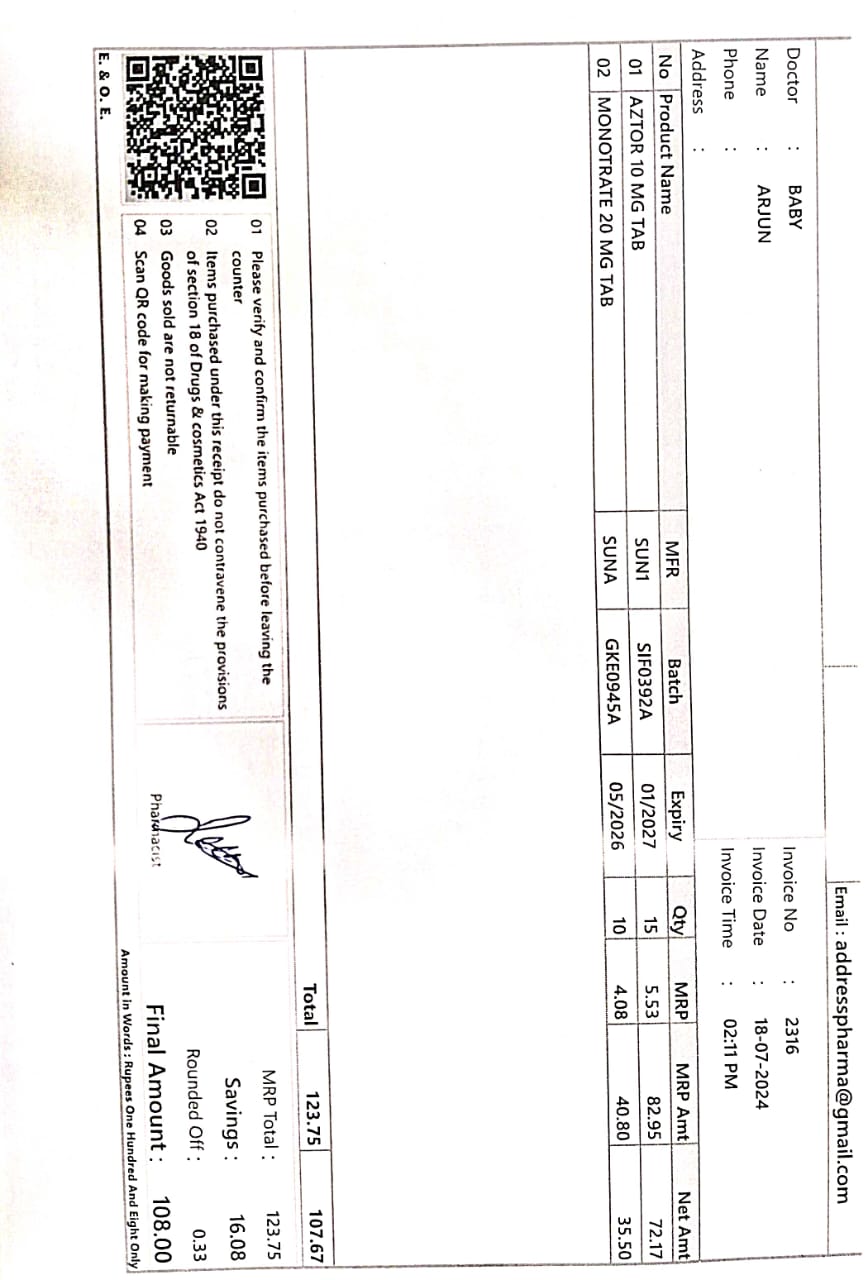 Email : addresspharma@gmail.com
Doctor : BABY
Name : ARJUN
Phone :
Address :
Invoice No : 2316
Invoice Date : 18-07-2024
Invoice Time : 02:11 PM
No Product Name MFR Batch Expiry Qty MRP MRP Amt Net Amt
01 AZTOR 10 MG TAB SUN1 SIF0392A 01/2027 15 5.53 82.95 72.17
02 MONOTRATE 20 MG TAB SUNA GKE0945A 05/2026 10 4.08 40.80 35.50
Total 123.75 107.67
01 Please verify and confirm the items purchased before leaving the
counter
02 Items purchased under this receipt do not contravene the provisions
of section 18 of Drugs & cosmetics Act 1940
03 Goods sold are not returnable
04 Scan QR code for making payment
Pharmacist
MRP Total : 123.75
Savings : 16.08
Rounded Off : 0.33
Final Amount : 108.00
Amount in Words : Rupees One Hundred And Eight Only
E. & O. E.